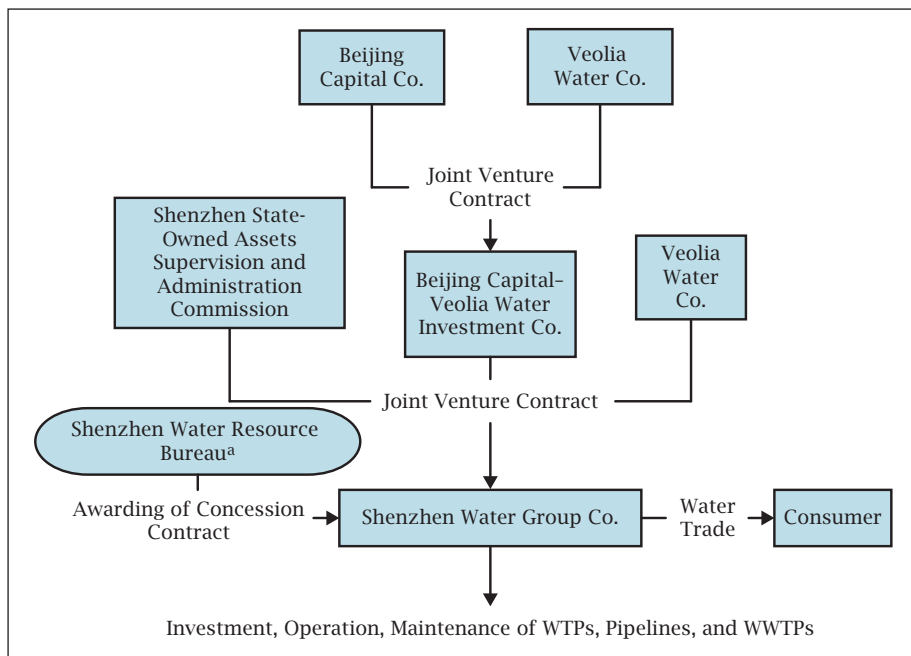 Beijing
Capital Co.
Veolia
Water Co.
Joint Venture
Contract
Shenzhen State-
Owned Assets
Supervision and
Administration
Commission
Beijing Capital–
Veolia Water
Investment Co.
Veolia
Water
Co.
Joint Venture Contract
Shenzhen Water Resource
Bureauᵃ
Awarding of Concession
Contract
Shenzhen Water Group Co.
Water
Trade
Consumer
Investment, Operation, Maintenance of WTPs, Pipelines, and WWTPs